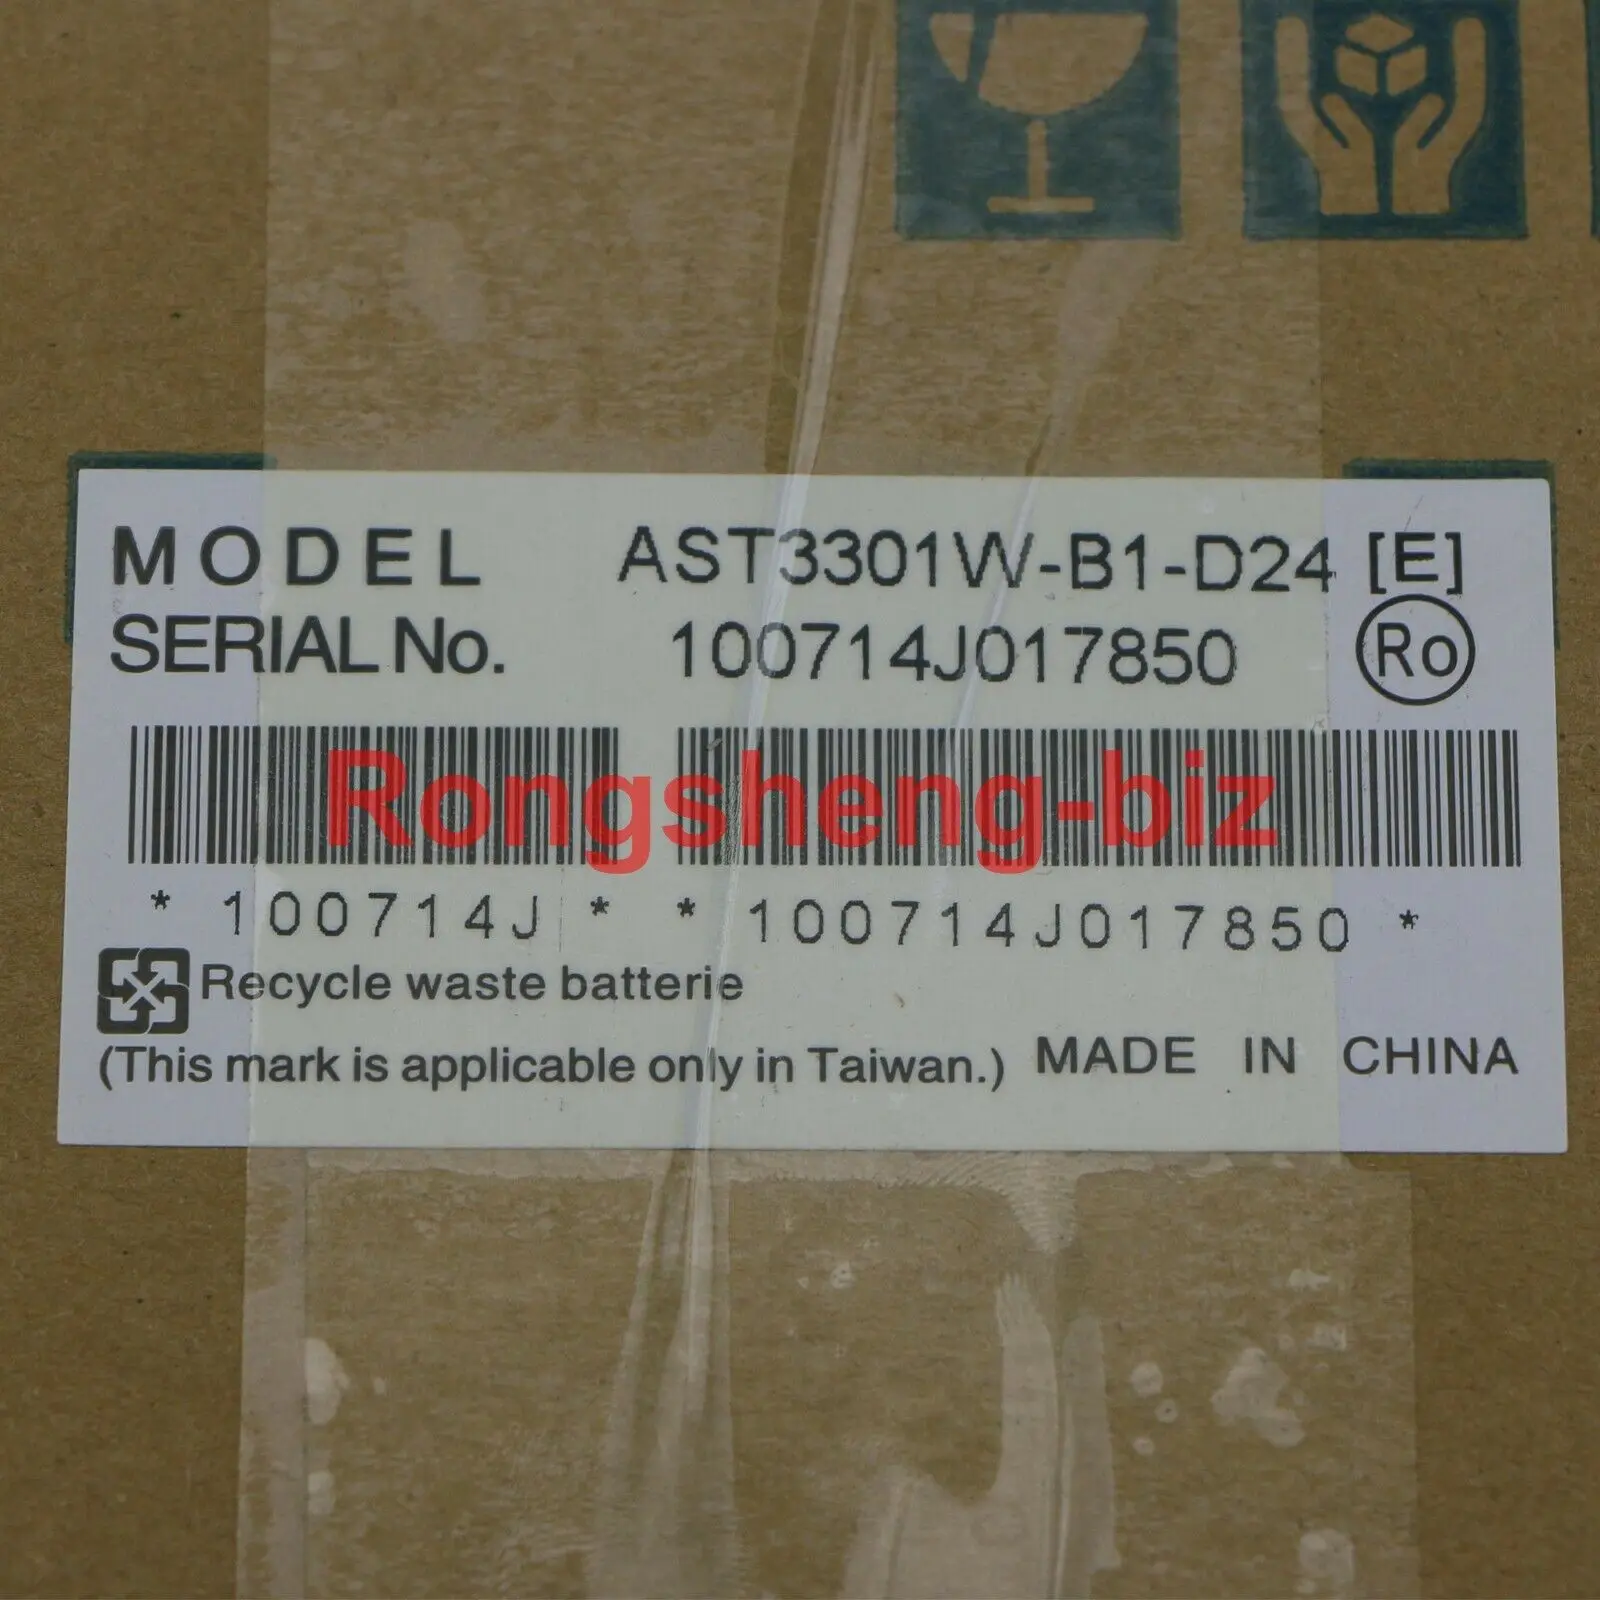 MODEL AST3301W-B1-D24 [E]
SERIAL No. 100714J017850 Ro
Rongsheng-biz
* 100714J * * 100714J017850 *
Recycle waste batterie
(This mark is applicable only in Taiwan.) MADE IN CHINA